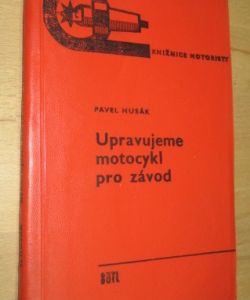 KNIŽNICE MOTORISTY
PAVEL HUSÁK
Upravujeme
motocykl
pro závod
SNTL